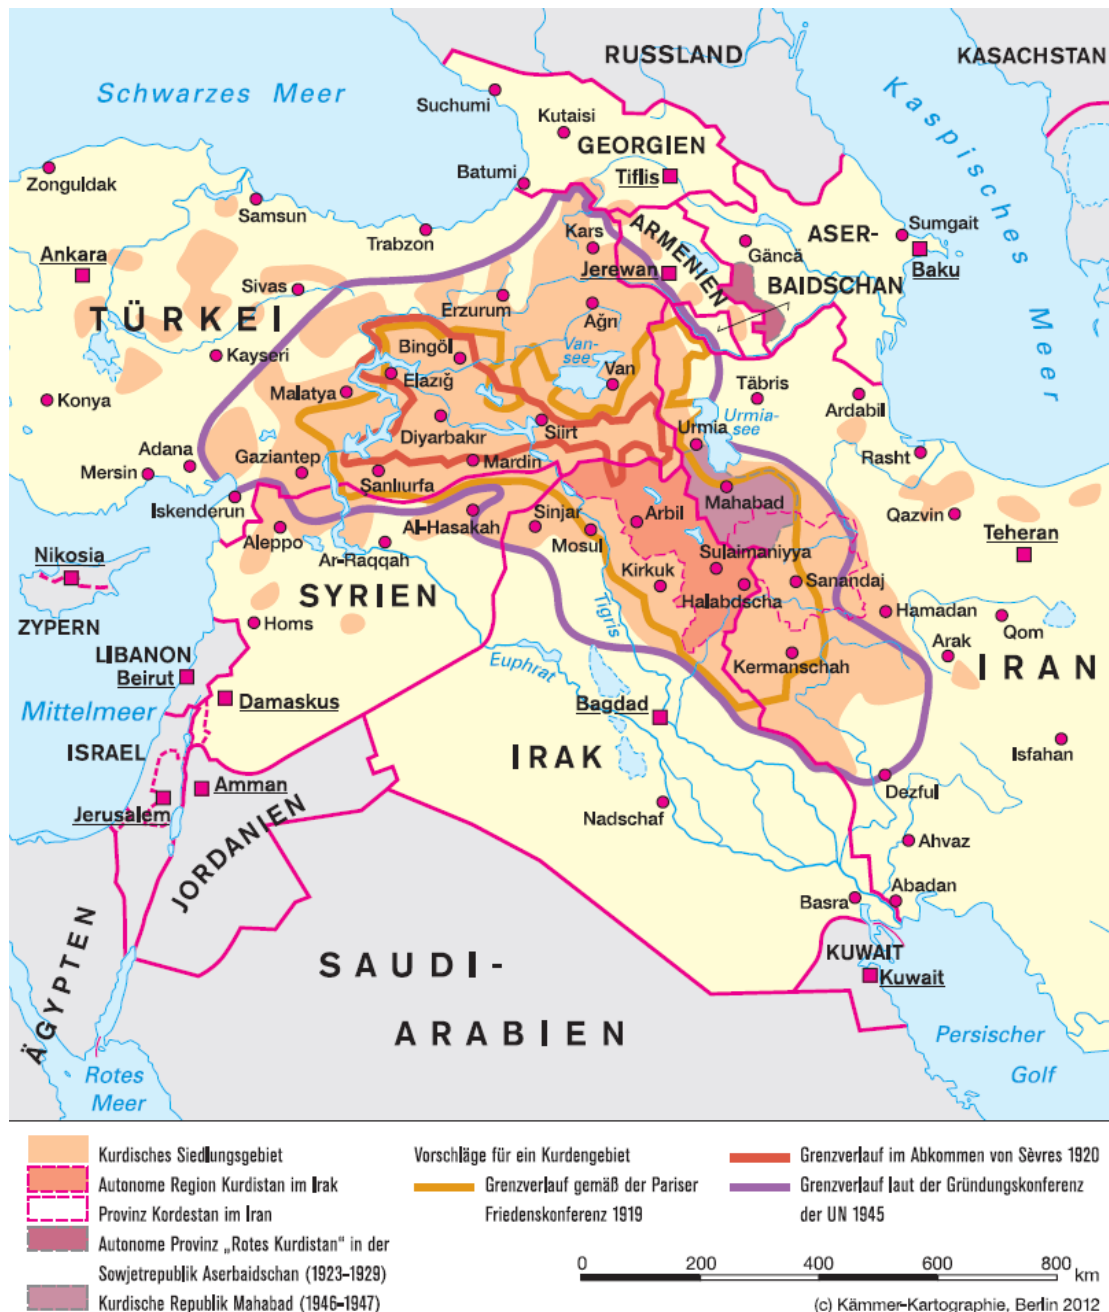 RUSSLAND
KASACHSTAN
Schwarzes Meer
Kaspisches Meer
Suchumi
Kutaisi
GEORGIEN
Tiflis
Batumi
Zonguldak
Samsun
Trabzon
Kars
ARMENIEN
Jerewan
ASER-
BAIDSCHAN
Gäncä
Sumgait
Baku
Ankara
Sivas
Erzurum
Ağrı
TÜRKEI
Bingöl
Van-
see
Van
Kayseri
Elazığ
Malatya
Konya
Täbris
Ardabil
Diyarbakır
Siirt
Urmia
Urmia-
see
Adana
Gaziantep
Mardin
Rasht
Mersin
Şanlıurfa
Iskenderun
Mahabad
Aleppo
Al-Hasakah
Sinjar
Arbil
Qazvin
Ar-Raqqah
Mosul
Teheran
Nikosia
Sulaimaniyya
SYRIEN
Kirkuk
Sanandaj
Tigris
Halabdscha
ZYPERN
Homs
Hamadan
Qom
Arak
LIBANON
Beirut
Euphrat
Kermanschah
IRAN
Mittelmeer
Damaskus
Bagdad
ISRAEL
IRAK
Isfahan
Amman
Dezful
Jerusalem
Nadschaf
JORDANIEN
Ahvaz
Basra
Abadan
ÄGYPTEN
SAUDI-
ARABIEN
KUWAIT
Kuwait
Persischer
Golf
Rotes
Meer
Kurdisches Siedlungsgebiet
Autonome Region Kurdistan im Irak
Provinz Kordestan im Iran
Autonome Provinz „Rotes Kurdistan" in der
Sowjetrepublik Aserbaidschan (1923–1929)
Kurdische Republik Mahabad (1946–1947)
Vorschläge für ein Kurdengebiet
Grenzverlauf gemäß der Pariser
Friedenskonferenz 1919
Grenzverlauf im Abkommen von Sèvres 1920
Grenzverlauf laut der Gründungskonferenz
der UN 1945
0 200 400 600 800
km
(c) Kämmer-Kartographie, Berlin 2012